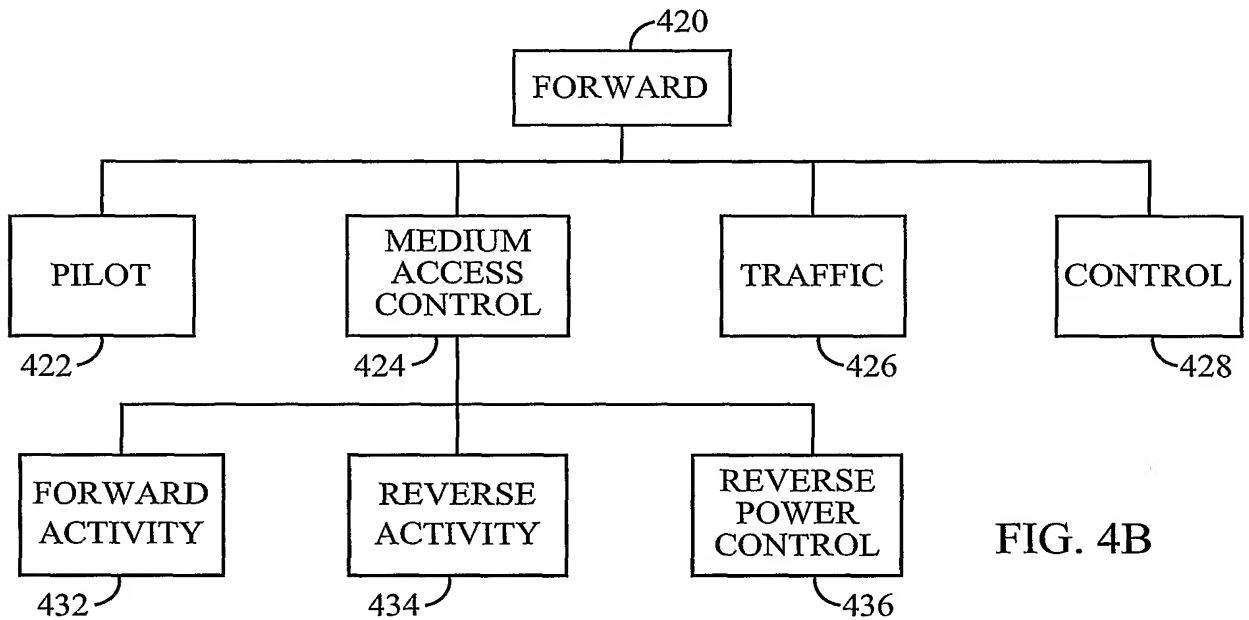 420
FORWARD
PILOT
MEDIUM
ACCESS
CONTROL
TRAFFIC
CONTROL
422
424
426
428
FORWARD
ACTIVITY
REVERSE
ACTIVITY
REVERSE
POWER
CONTROL
FIG. 4B
432
434
436